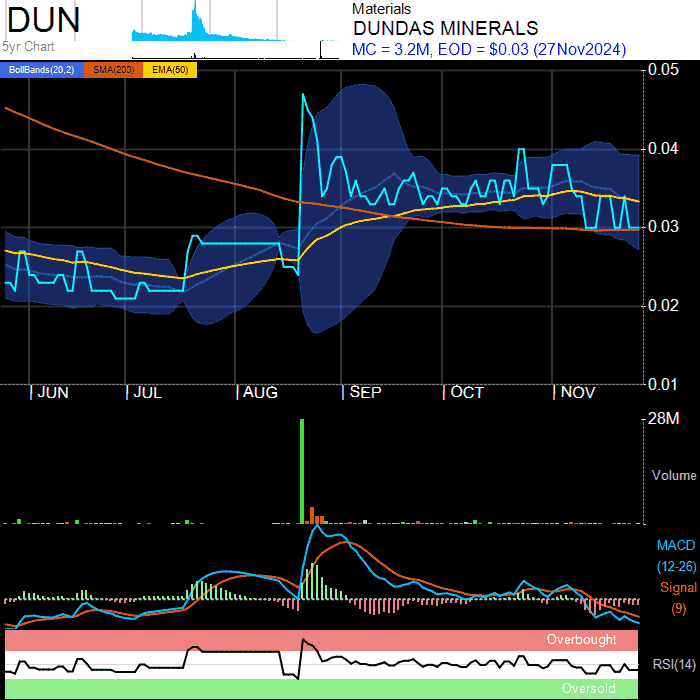 DUN
5yr Chart
Materials
DUNDAS MINERALS
MC = 3.2M, EOD = $0.03 (27Nov2024)
BollBands(20,2) SMA(200) EMA(50)
0.05
0.04
0.03
0.02
0.01
JUN JUL AUG SEP OCT NOV
28M
Volume
MACD
(12-26)
Signal
(9)
Overbought
RSI(14)
Oversold